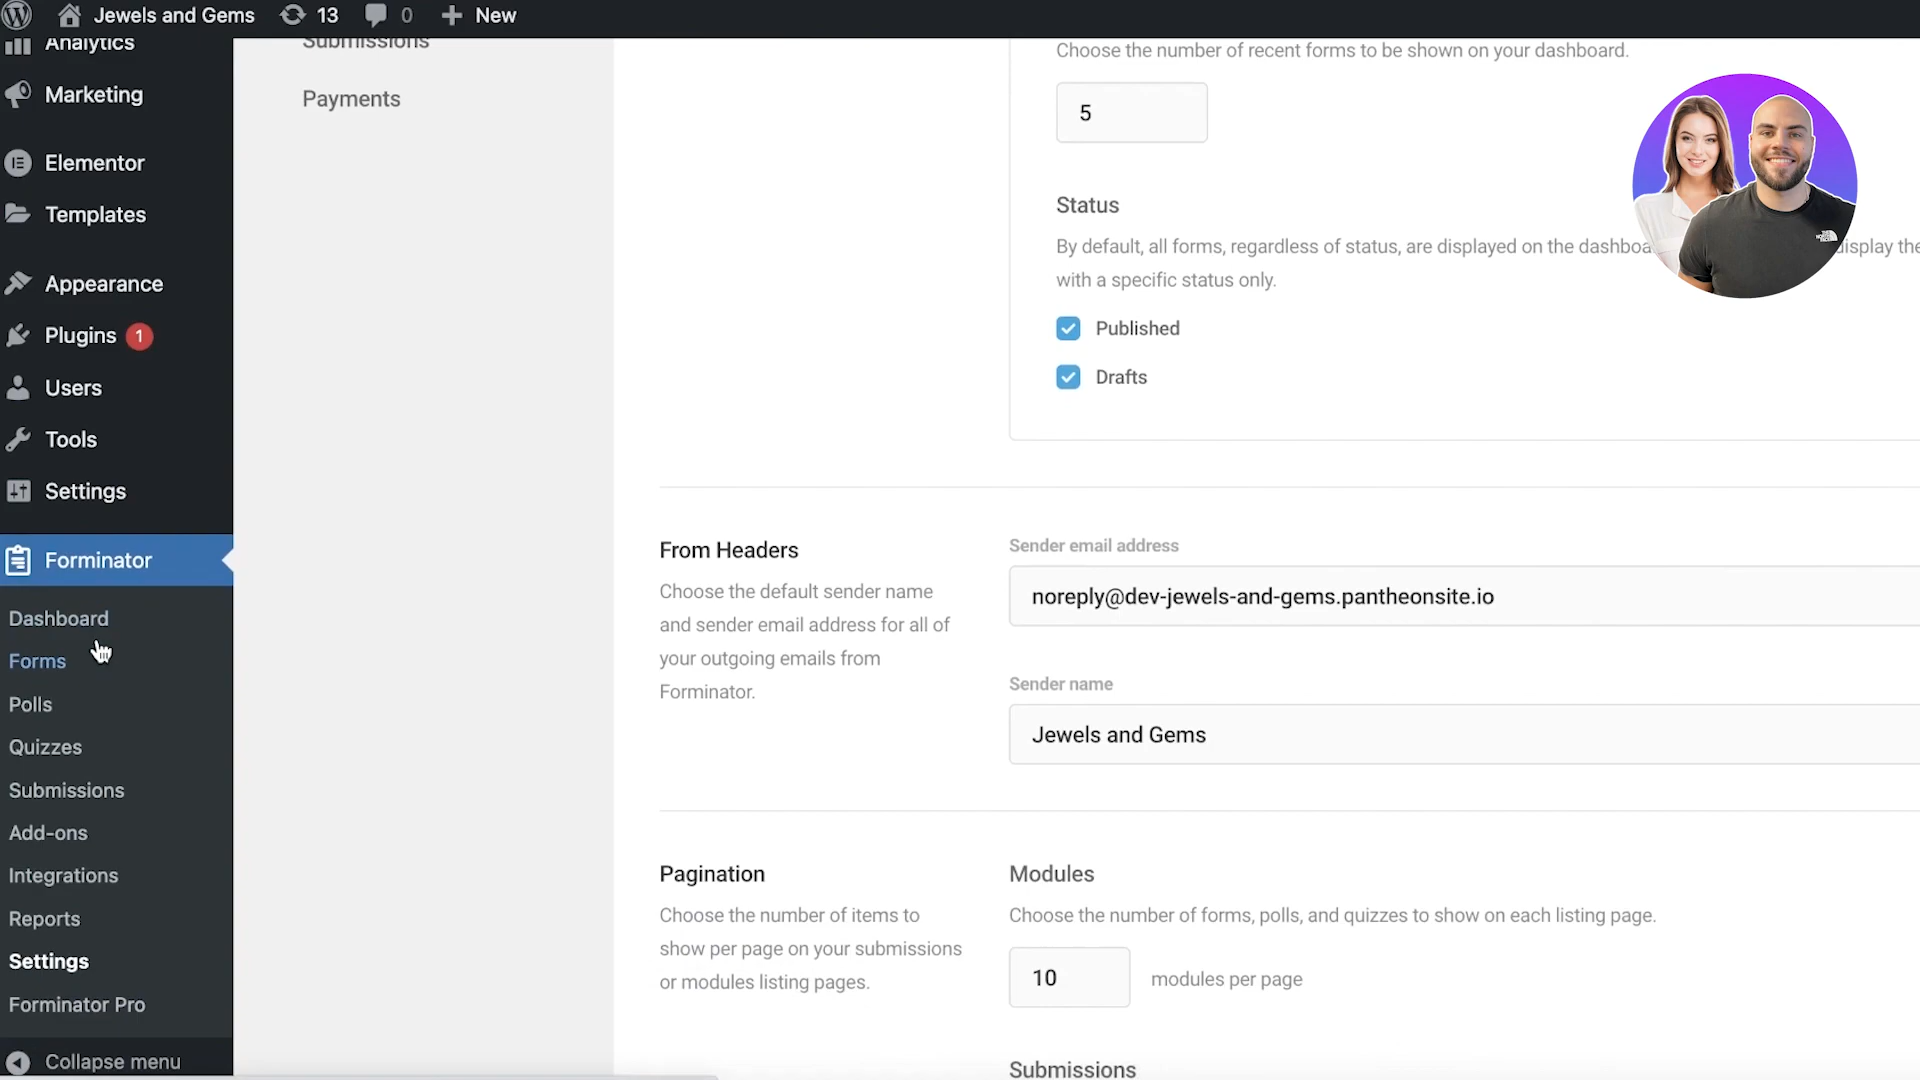 Jewels and Gems
13
0
New
Analytics
Marketing
Elementor
Templates
Appearance
Plugins 1
Users
Tools
Settings
Forminator
Dashboard
Forms
Polls
Quizzes
Submissions
Add-ons
Integrations
Reports
Settings
Forminator Pro
Collapse menu
Submissions
Payments
Choose the number of recent forms to be shown on your dashboard.
5
Status
By default, all forms, regardless of status, are displayed on the dashboa
display the
with a specific status only.
Published
Drafts
From Headers
Choose the default sender name
and sender email address for all of
your outgoing emails from
Forminator.
Sender email address
noreply@dev-jewels-and-gems.pantheonsite.io
Sender name
Jewels and Gems
Pagination
Choose the number of items to
show per page on your submissions
or modules listing pages.
Modules
Choose the number of forms, polls, and quizzes to show on each listing page.
10 modules per page
Submissions